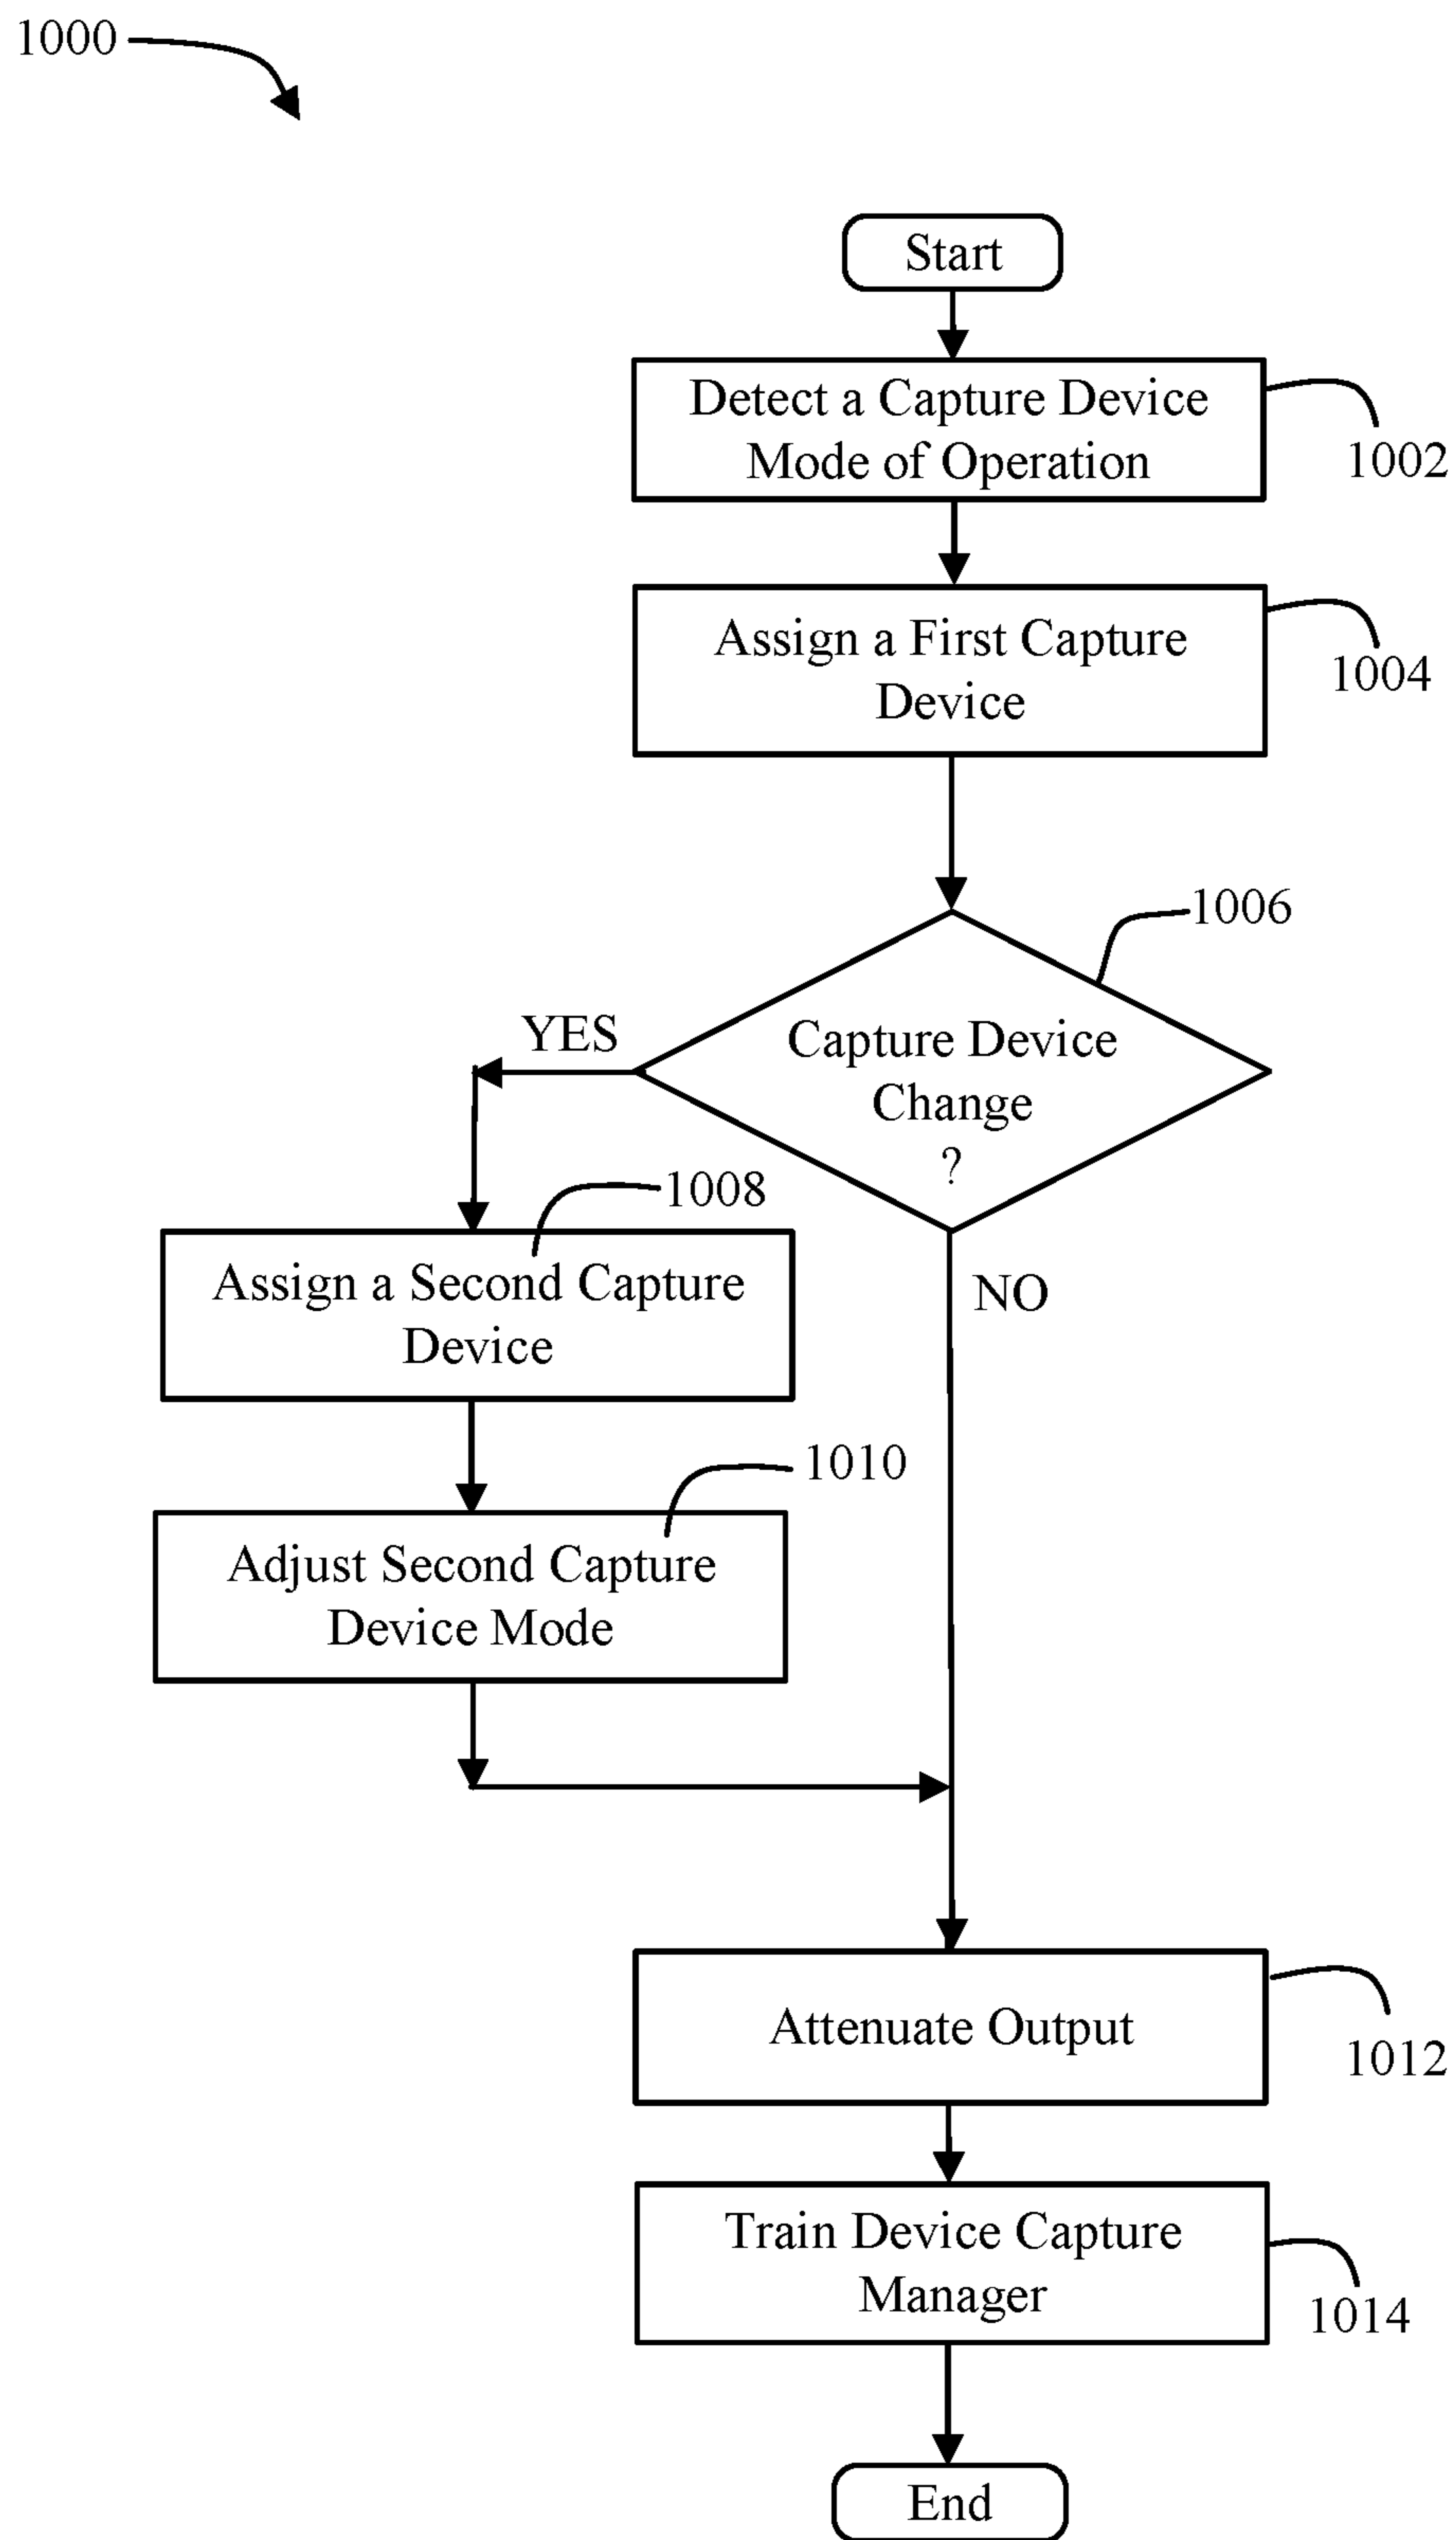 1000
Start
Detect a Capture Device
Mode of Operation
1002
Assign a First Capture
Device
1004
1006
Capture Device
Change
?
YES
NO
1008
Assign a Second Capture
Device
1010
Adjust Second Capture
Device Mode
Attenuate Output
1012
Train Device Capture
Manager
1014
End